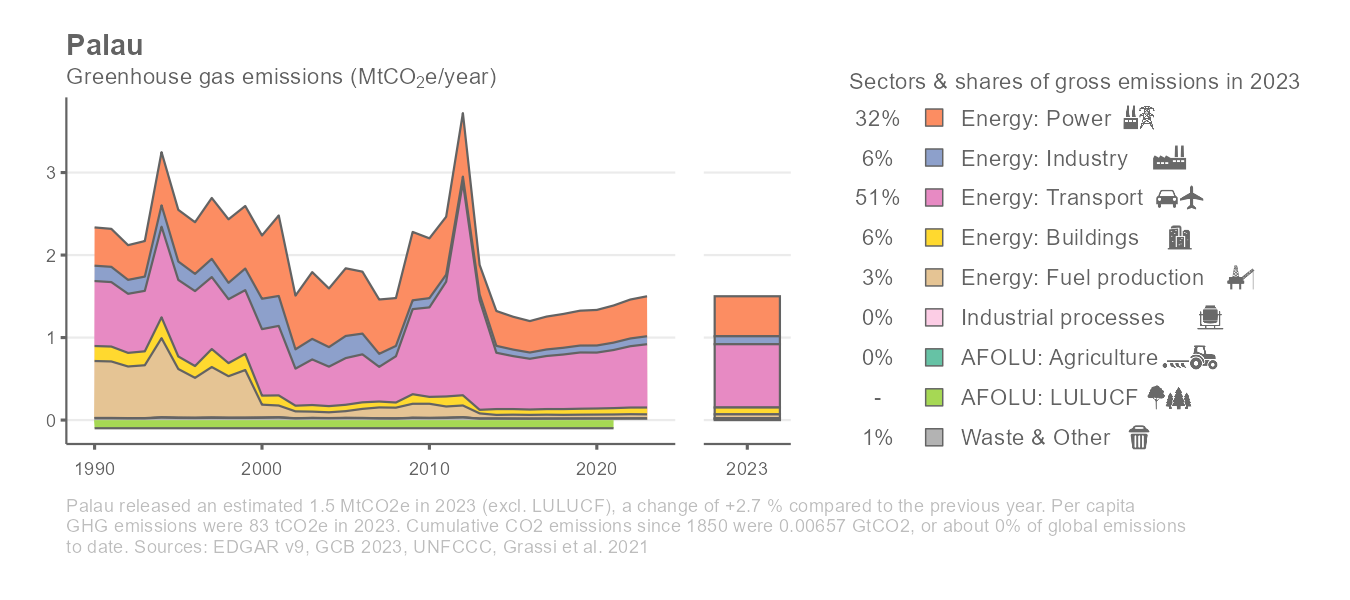 Palau
Greenhouse gas emissions (MtCO₂e/year)
3
2
1
0
1990
2000
2010
2020
2023
Sectors & shares of gross emissions in 2023
32% Energy: Power
6% Energy: Industry
51% Energy: Transport
6% Energy: Buildings
3% Energy: Fuel production
0% Industrial processes
0% AFOLU: Agriculture
- AFOLU: LULUCF
1% Waste & Other
Palau released an estimated 1.5 MtCO2e in 2023 (excl. LULUCF), a change of +2.7 % compared to the previous year. Per capita
GHG emissions were 83 tCO2e in 2023. Cumulative CO2 emissions since 1850 were 0.00657 GtCO2, or about 0% of global emissions
to date. Sources: EDGAR v9, GCB 2023, UNFCCC, Grassi et al. 2021